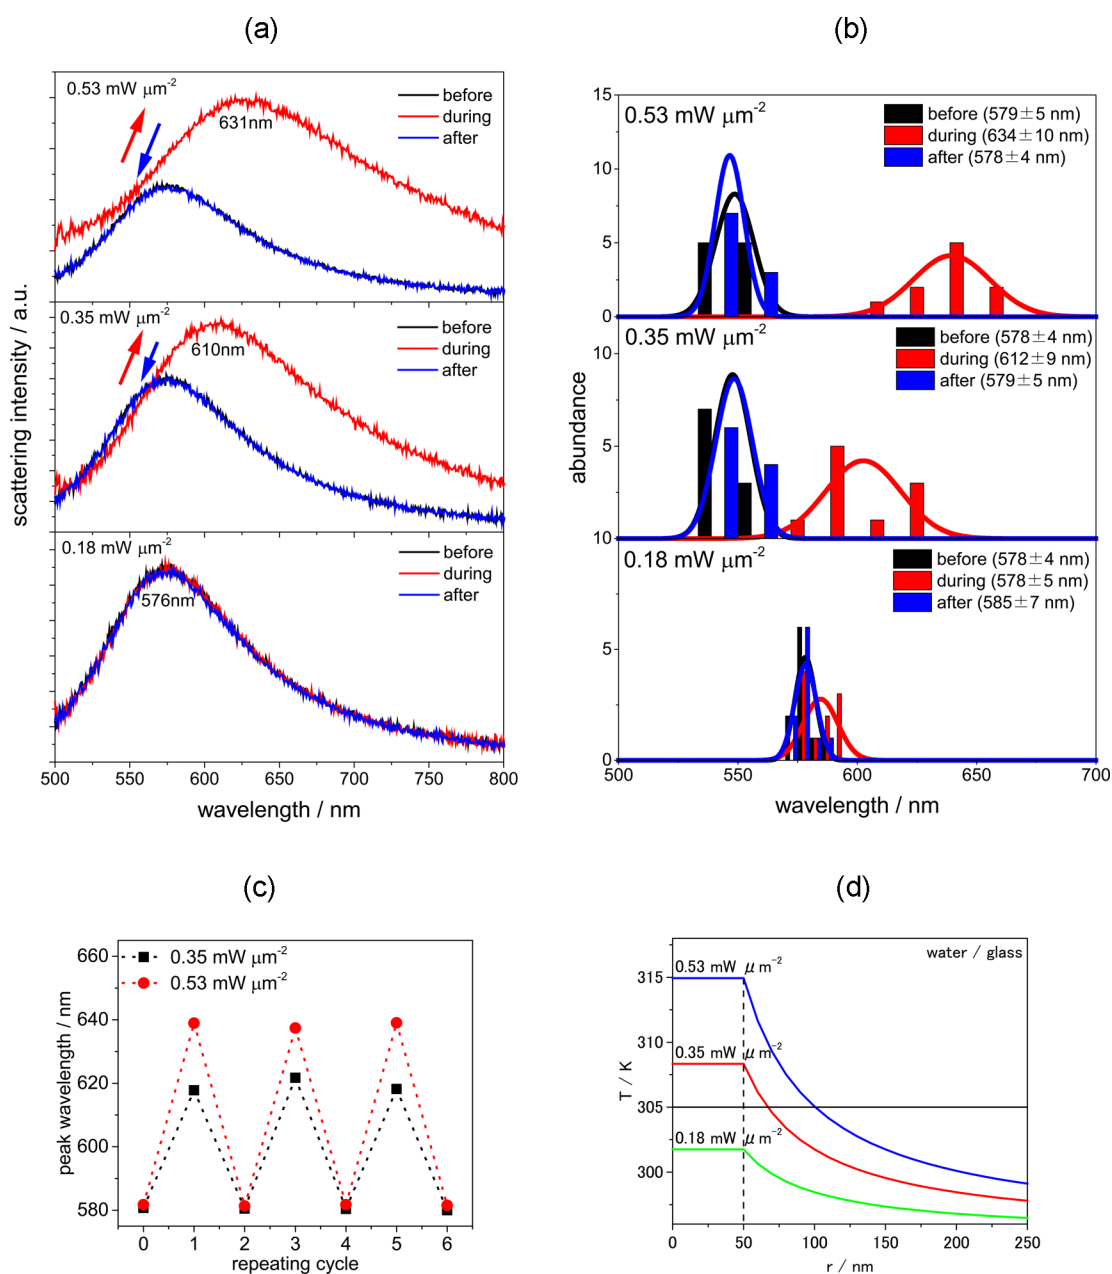 (a)
0.53 mW μm-2
before
during
after
631nm
0.35 mW μm-2
before
during
after
610nm
0.18 mW μm-2
before
during
after
576nm
500 550 600 650 700 750 800
wavelength / nm
scattering intensity / a.u.
(b)
15
10
5
0
0.53 mW μm-2
before (579±5 nm)
during (634±10 nm)
after (578±4 nm)
10
5
0.35 mW μm-2
before (578±4 nm)
during (612±9 nm)
after (579±5 nm)
10
5
0
0.18 mW μm-2
before (578±4 nm)
during (578±5 nm)
after (585±7 nm)
500 550 600 650 700
wavelength / nm
abundance
(c)
660
640
620
600
580
0.35 mW μm-2
0.53 mW μm-2
0 1 2 3 4 5 6
repeating cycle
peak wavelength / nm
(d)
water / glass
315
310
305
300
0.53 mW μm-2
0.35 mW μm-2
0.18 mW μm-2
0 50 100 150 200 250
r / nm
T / K